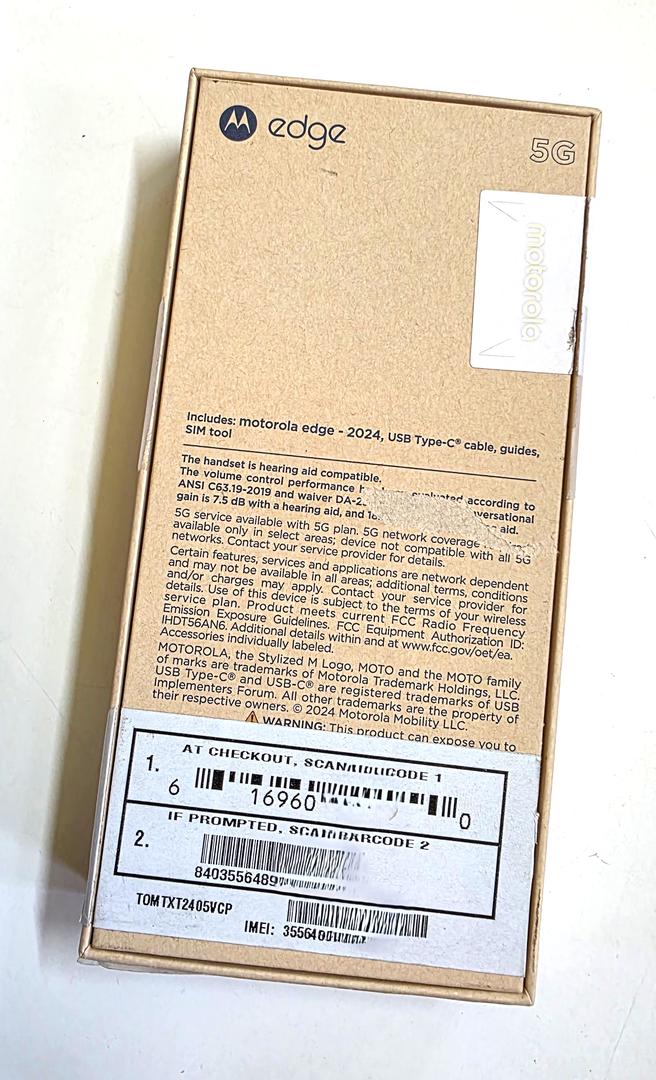 edge
5G
motorola
Includes: motorola edge - 2024, USB Type-C® cable, guides,
SIM tool
The handset is hearing aid compatible.
The volume control performance evaluated according to
ANSI C63.19-2019 and waiver DA-2
gain is 7.5 dB with a hearing aid, and aid.
5G service available with 5G plan. 5G network coverage
available only in select areas; device not compatible with all 5G
networks. Contact your service provider for details.
Certain features, services and applications are network dependent
and may not be available in all areas; additional terms, conditions
and/or charges may apply. Contact your service provider for
details. Use of this device is subject to the terms of your wireless
service plan. Product meets current FCC Radio Frequency
Emission Exposure Guidelines. FCC Equipment Authorization ID:
IHDT56AN6. Additional details within and at www.fcc.gov/oet/ea.
Accessories individually labeled.
MOTOROLA, the Stylized M Logo, MOTO and the MOTO family
of marks are trademarks of Motorola Trademark Holdings, LLC.
USB Type-C® and USB-C® are registered trademarks of USB
Implementers Forum. All other trademarks are the property of
their respective owners. © 2024 Motorola Mobility LLC.
WARNING: This product can expose you to
1. AT CHECKOUT, SCAN BARCODE 1
6 16960 0
2. IF PROMPTED, SCAN BARCODE 2
8403556489
TOMTXT2405VCP
IMEI: 35564